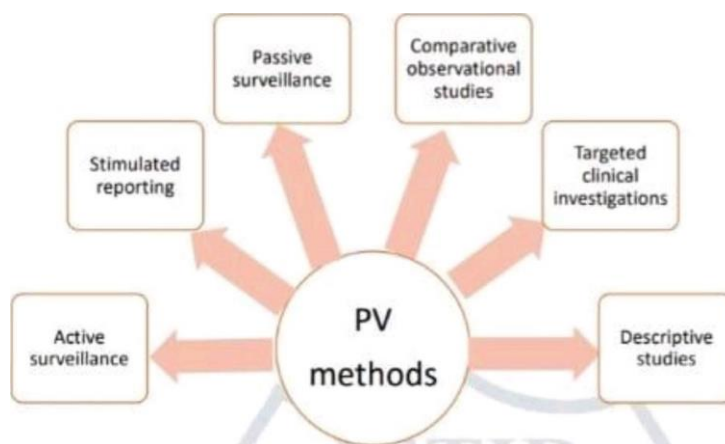 Passive
surveillance
Comparative
observational
studies
Stimulated
reporting
Targeted
clinical
investigations
Active
surveillance
PV
methods
Descriptive
studies